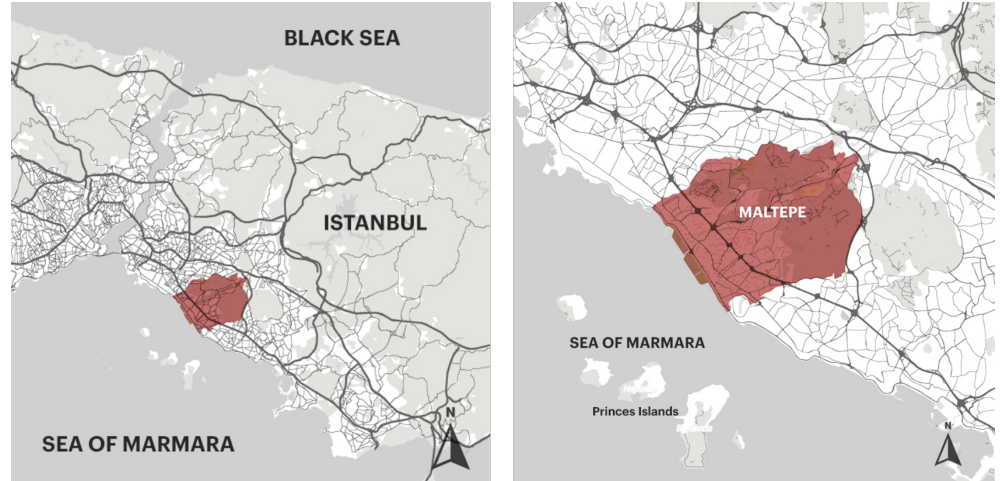 BLACK SEA
ISTANBUL
SEA OF MARMARA
N
MALTEPE
SEA OF MARMARA
Princes Islands
N